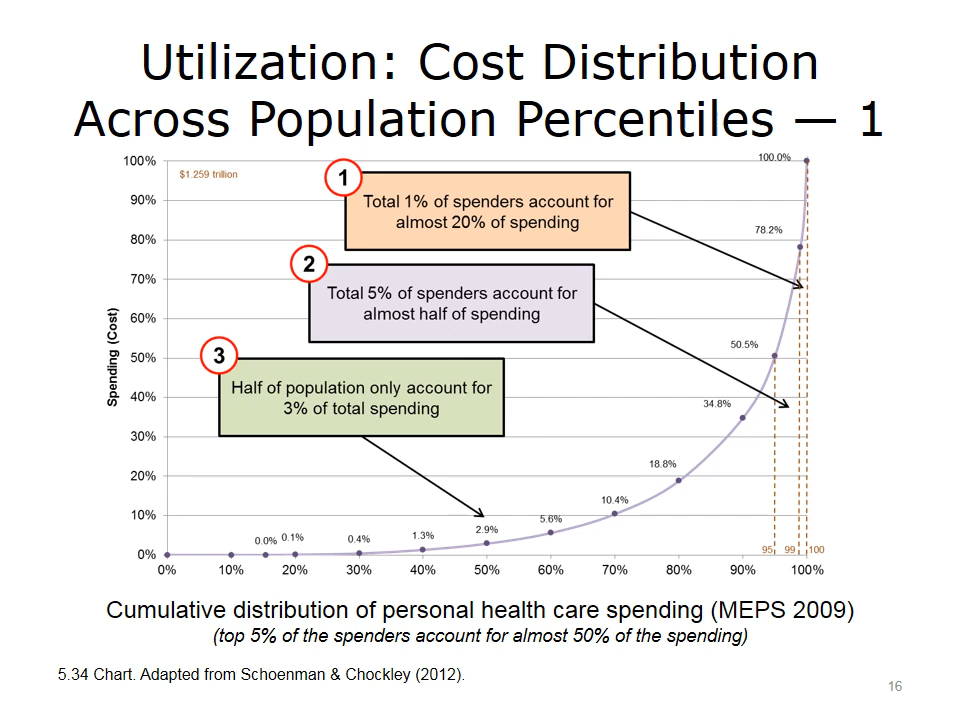 Utilization: Cost Distribution
Across Population Percentiles — 1
100%
90%
80%
70%
60%
50%
40%
30%
20%
10%
0%
Spending (Cost)
$1.259 trillion
1
Total 1% of spenders account for
almost 20% of spending
2
Total 5% of spenders account for
almost half of spending
3
Half of population only account for
3% of total spending
100.0%
78.2%
50.5%
34.8%
18.8%
10.4%
5.6%
2.9%
1.3%
0.4%
0.0% 0.1%
95 99 100
0% 10% 20% 30% 40% 50% 60% 70% 80% 90% 100%
Cumulative distribution of personal health care spending (MEPS 2009)
(top 5% of the spenders account for almost 50% of the spending)
5.34 Chart. Adapted from Schoenman & Chockley (2012).
16